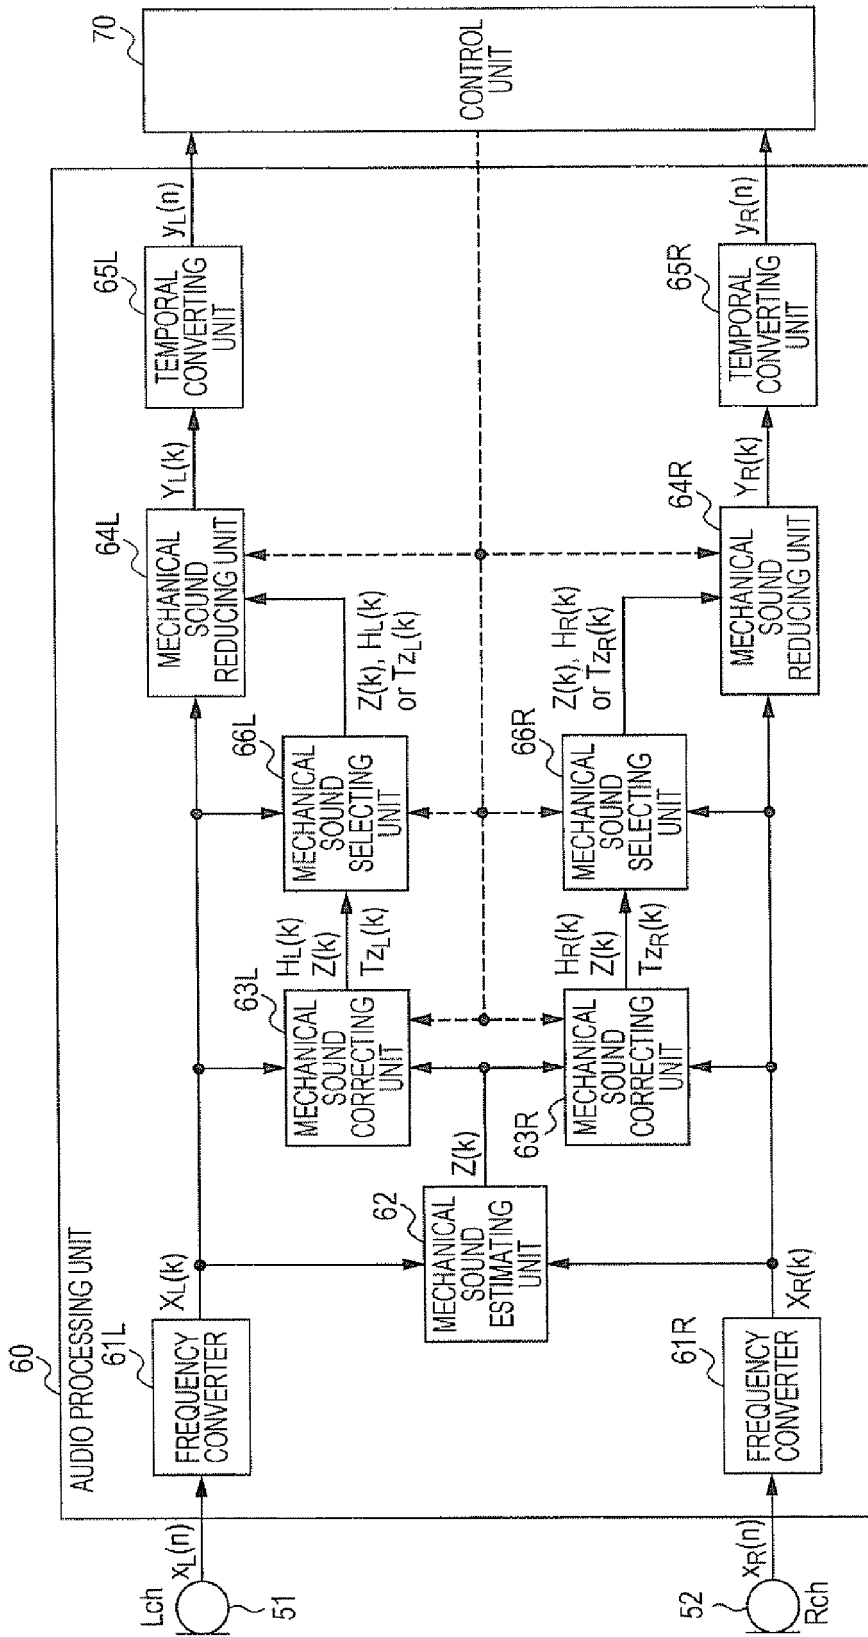 60
AUDIO PROCESSING UNIT
Lch
51
xL(n)
61L
FREQUENCY
CONVERTER
XL(k)
64L
MECHANICAL
SOUND
REDUCING UNIT
YL(k)
65L
TEMPORAL
CONVERTING
UNIT
yL(n)
70
CONTROL
UNIT
62
MECHANICAL
SOUND
ESTIMATING
UNIT
Z(k)
63L
MECHANICAL
SOUND
CORRECTING
UNIT
HL(k)
Z(k)
TzL(k)
66L
MECHANICAL
SOUND
SELECTING
UNIT
Z(k), HL(k)
or TzL(k)
63R
MECHANICAL
SOUND
CORRECTING
UNIT
HR(k)
Z(k)
TzR(k)
66R
MECHANICAL
SOUND
SELECTING
UNIT
Z(k), HR(k)
or TzR(k)
52
Rch
xR(n)
61R
FREQUENCY
CONVERTER
XR(k)
64R
MECHANICAL
SOUND
REDUCING UNIT
YR(k)
65R
TEMPORAL
CONVERTING
UNIT
yR(n)